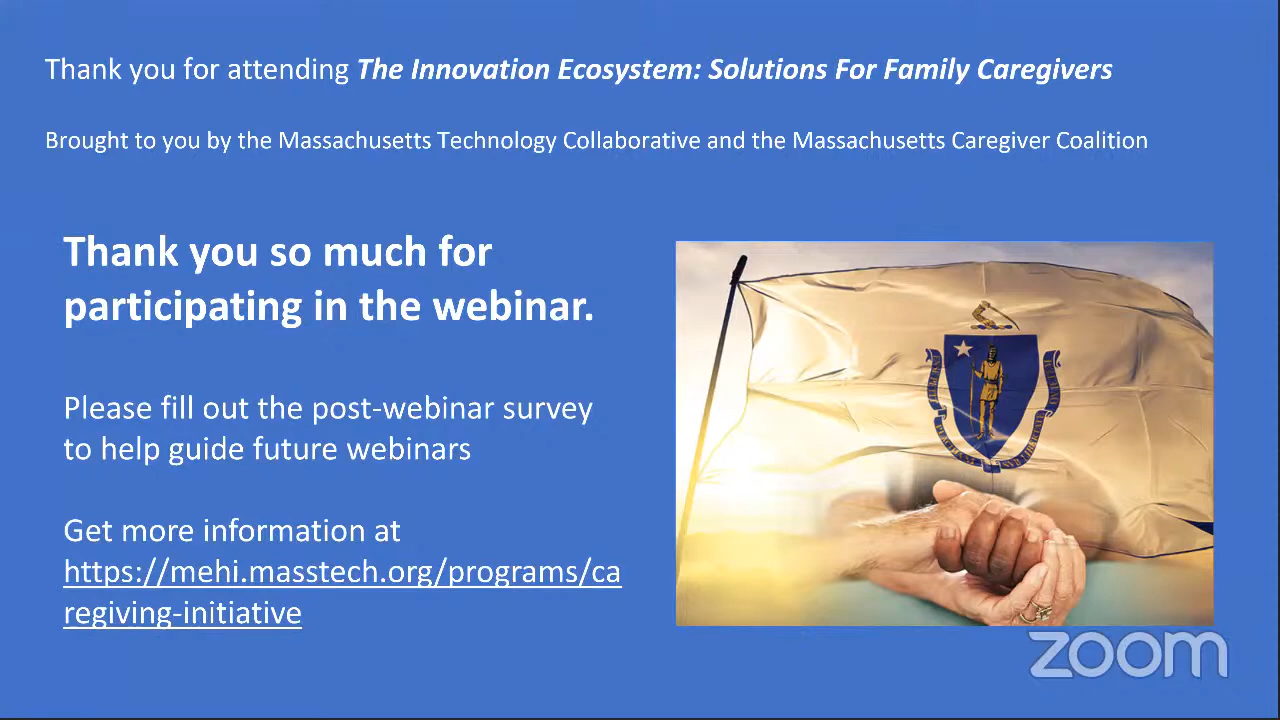 Thank you for attending The Innovation Ecosystem: Solutions For Family Caregivers
Brought to you by the Massachusetts Technology Collaborative and the Massachusetts Caregiver Coalition
Thank you so much for
participating in the webinar.
Please fill out the post-webinar survey
to help guide future webinars
Get more information at
https://mehi.masstech.org/programs/ca
regiving-initiative
zoom